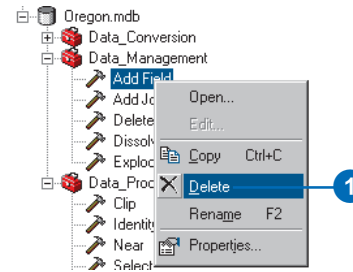 Oregon.mdb
Data_Conversion
Data_Management
Add Field
Add Jo
Delete
Dissolv
Explod
Data_Proc
Clip
Identity
Near
Select
Open...
Edit...
Copy Ctrl+C
Delete
Rename F2
Properties...
1